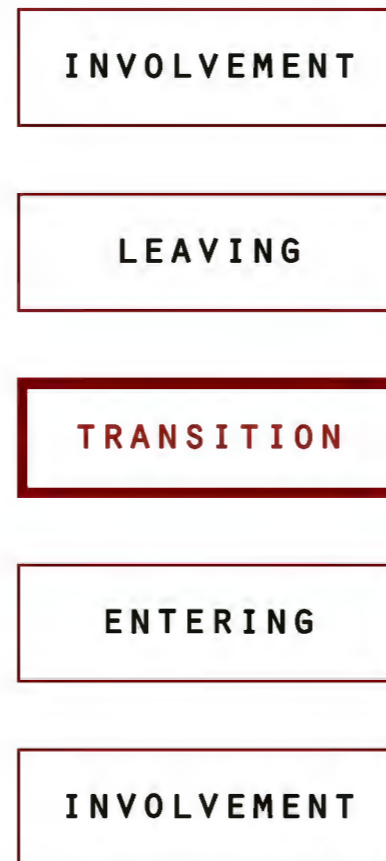 INVOLVEMENT
LEAVING
TRANSITION
ENTERING
INVOLVEMENT